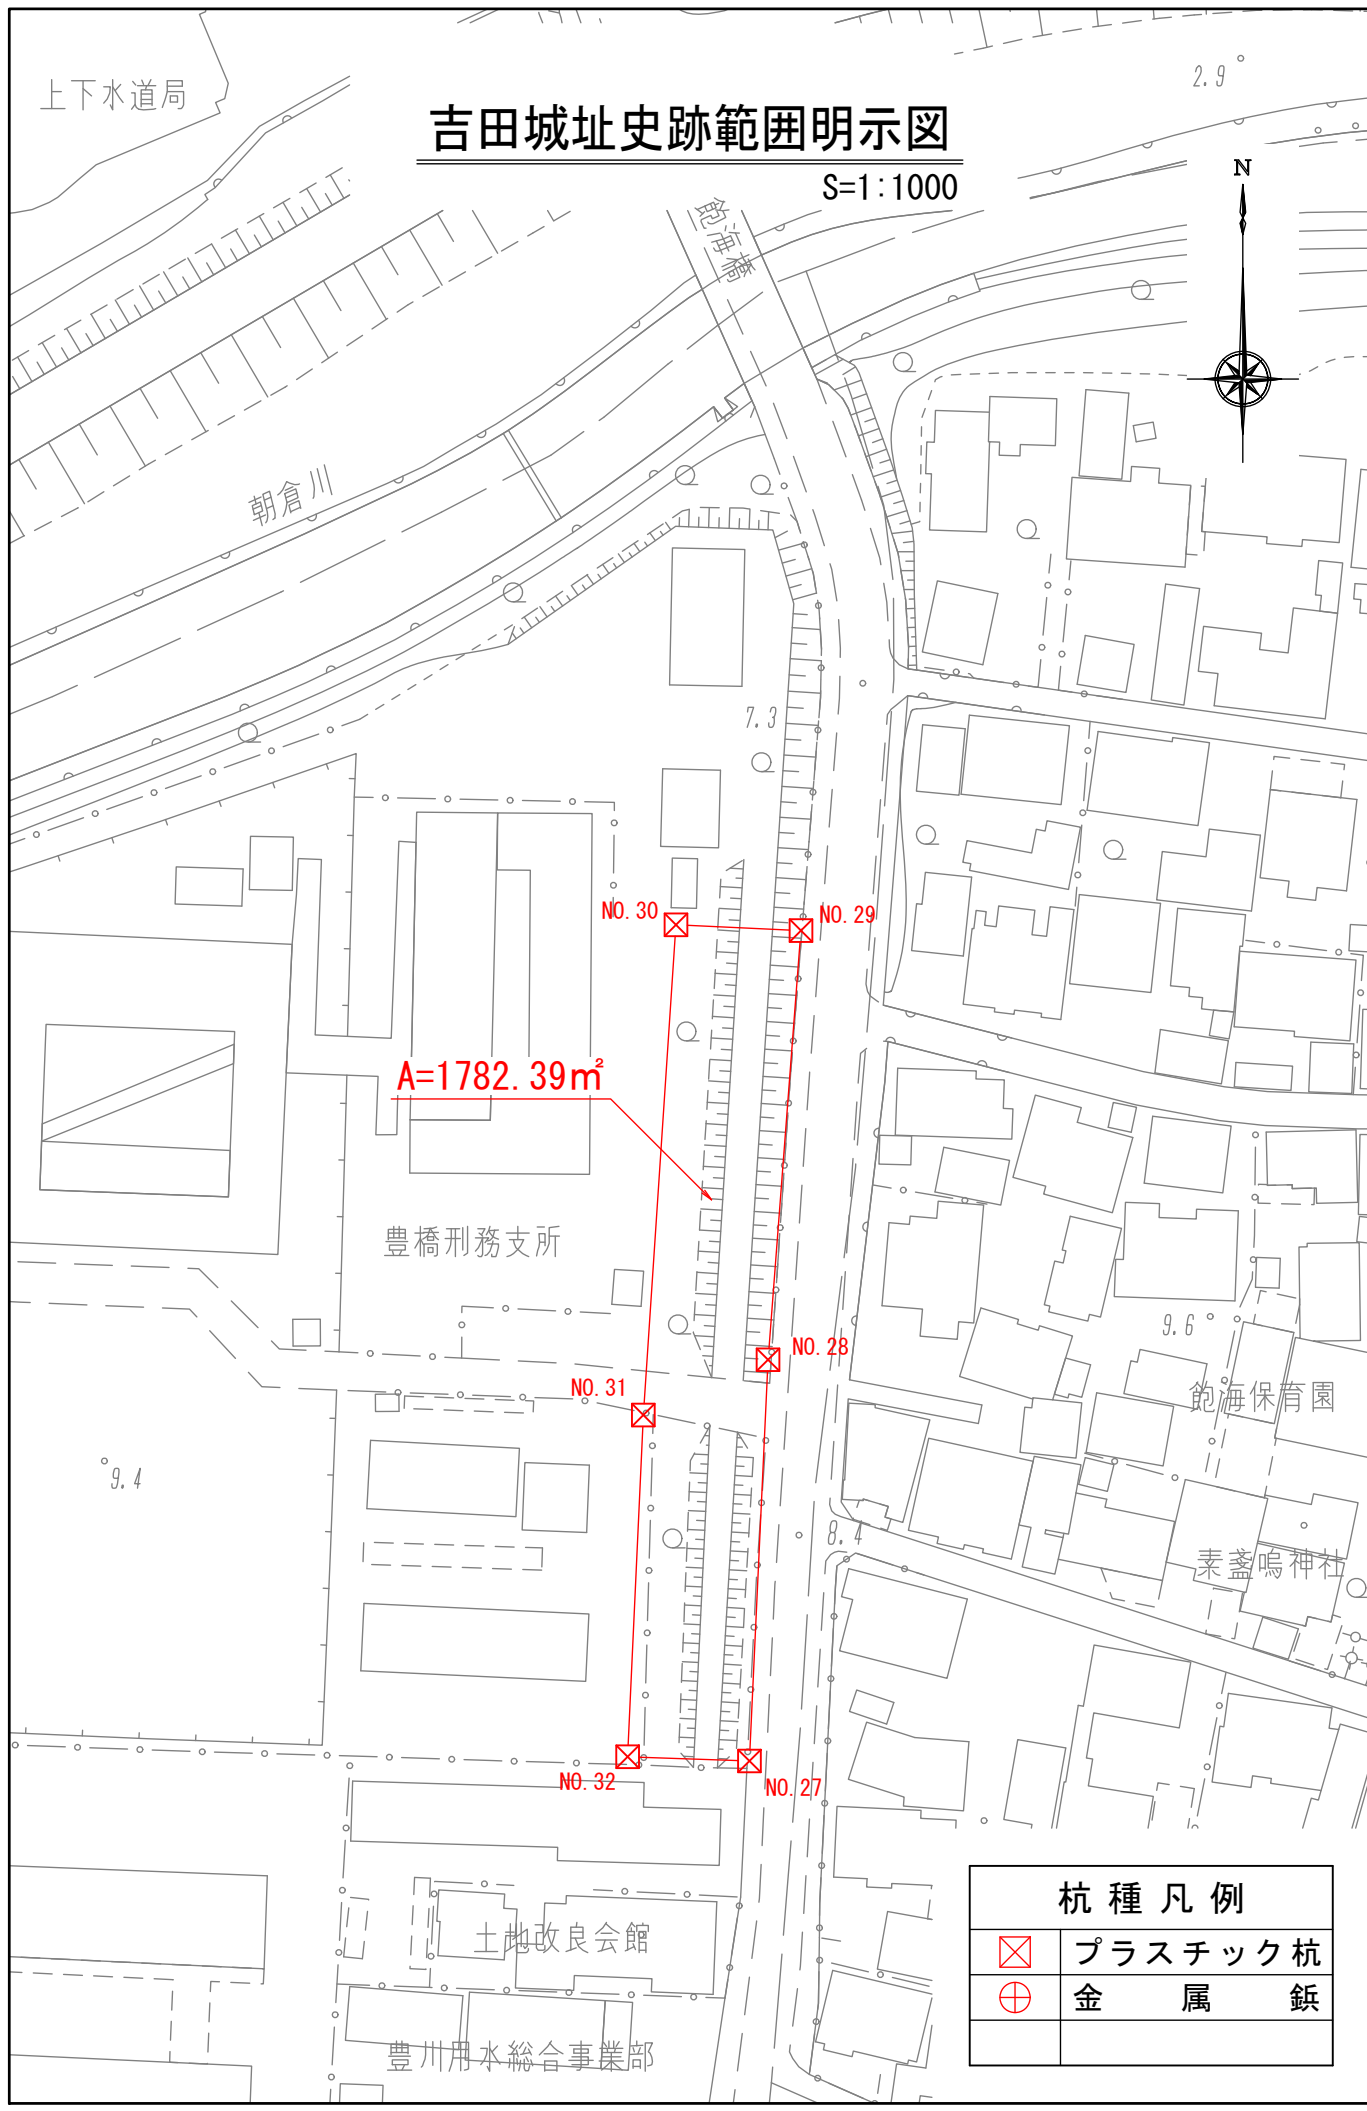 上下水道局
2.9
吉田城址史跡範囲明示図
S=1:1000
N
飽海橋
朝倉川
7.3
NO.30
NO.29
A=1782.39㎡
豊橋刑務支所
NO.28
9.6
NO.31
飽海保育園
9.4
8.4
素盞嗚神社
NO.32
NO.27
杭種凡例
プラスチック杭
金属鋲
土地改良会館
豊川用水総合事業部